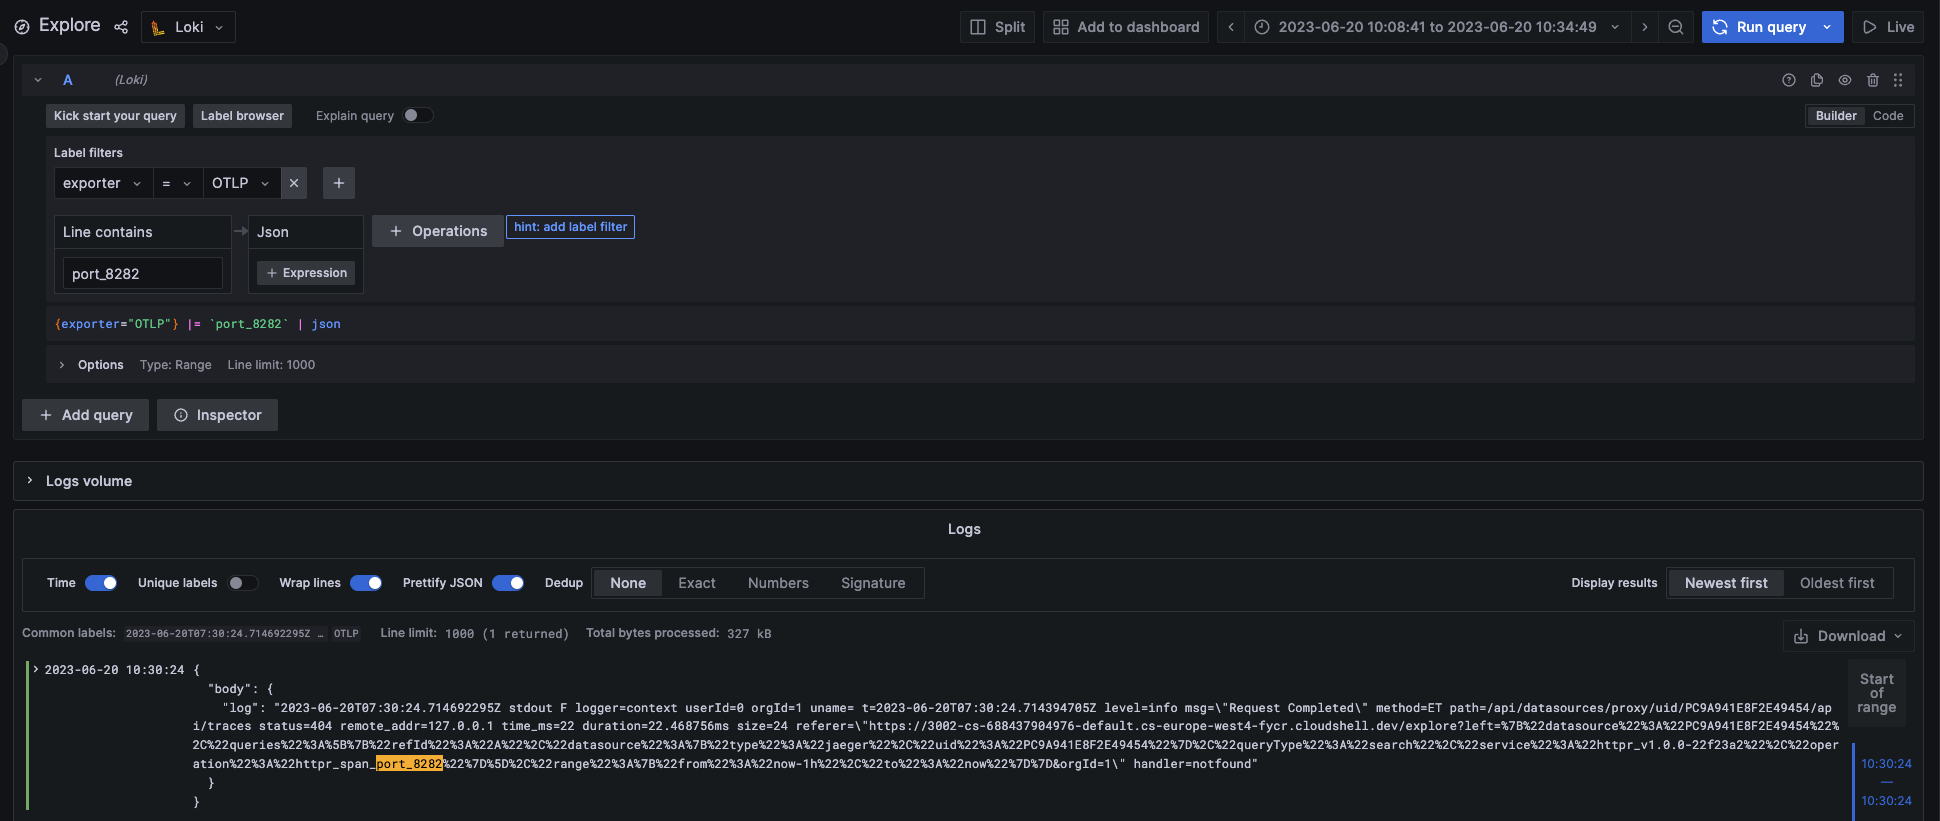 Explore Loki Split Add to dashboard 2023-06-20 10:08:41 to 2023-06-20 10:34:49 Run query Live
A (Loki)
Kick start your query Label browser Explain query Builder Code
Label filters
exporter = OTLP
Line contains Json Operations hint: add label filter
port_8282 Expression
{exporter="OTLP"} |= `port_8282` | json
Options Type: Range Line limit: 1000
Add query Inspector
Logs volume
Logs
Time Unique labels Wrap lines Prettify JSON Dedup None Exact Numbers Signature Display results Newest first Oldest first
Common labels: 2023-06-20T07:30:24.714692295Z … OTLP Line limit: 1000 (1 returned) Total bytes processed: 327 kB Download
2023-06-20 10:30:24 {
"body": {
"log": "2023-06-20T07:30:24.714692295Z stdout F logger=context userId=0 orgId=1 uname= t=2023-06-20T07:30:24.714394705Z level=info msg=\"Request Completed\" method=ET path=/api/datasources/proxy/uid/PC9A941E8F2E49454/ap
i/traces status=404 remote_addr=127.0.0.1 time_ms=22 duration=22.468756ms size=24 referer=\"https://3002-cs-688437904976-default.cs-europe-west4-fycr.cloudshell.dev/explore?left=%7B%22datasource%22%3A%22PC9A941E8F2E49454%22%
2C%22queries%22%3A%5B%7B%22refId%22%3A%22A%22%2C%22datasource%22%3A%7B%22type%22%3A%22jaeger%22%2C%22uid%22%3A%22PC9A941E8F2E49454%22%7D%2C%22queryType%22%3A%22search%22%2C%22service%22%3A%22httpr_v1.0.0-22f23a2%22%2C%22oper
ation%22%3A%22httpr_span_port_8282%22%7D%5D%2C%22range%22%3A%7B%22from%22%3A%22now-1h%22%2C%22to%22%3A%22now%22%7D%7D&orgId=1\" handler=notfound"
}
}
Start
of
range
10:30:24
—
10:30:24